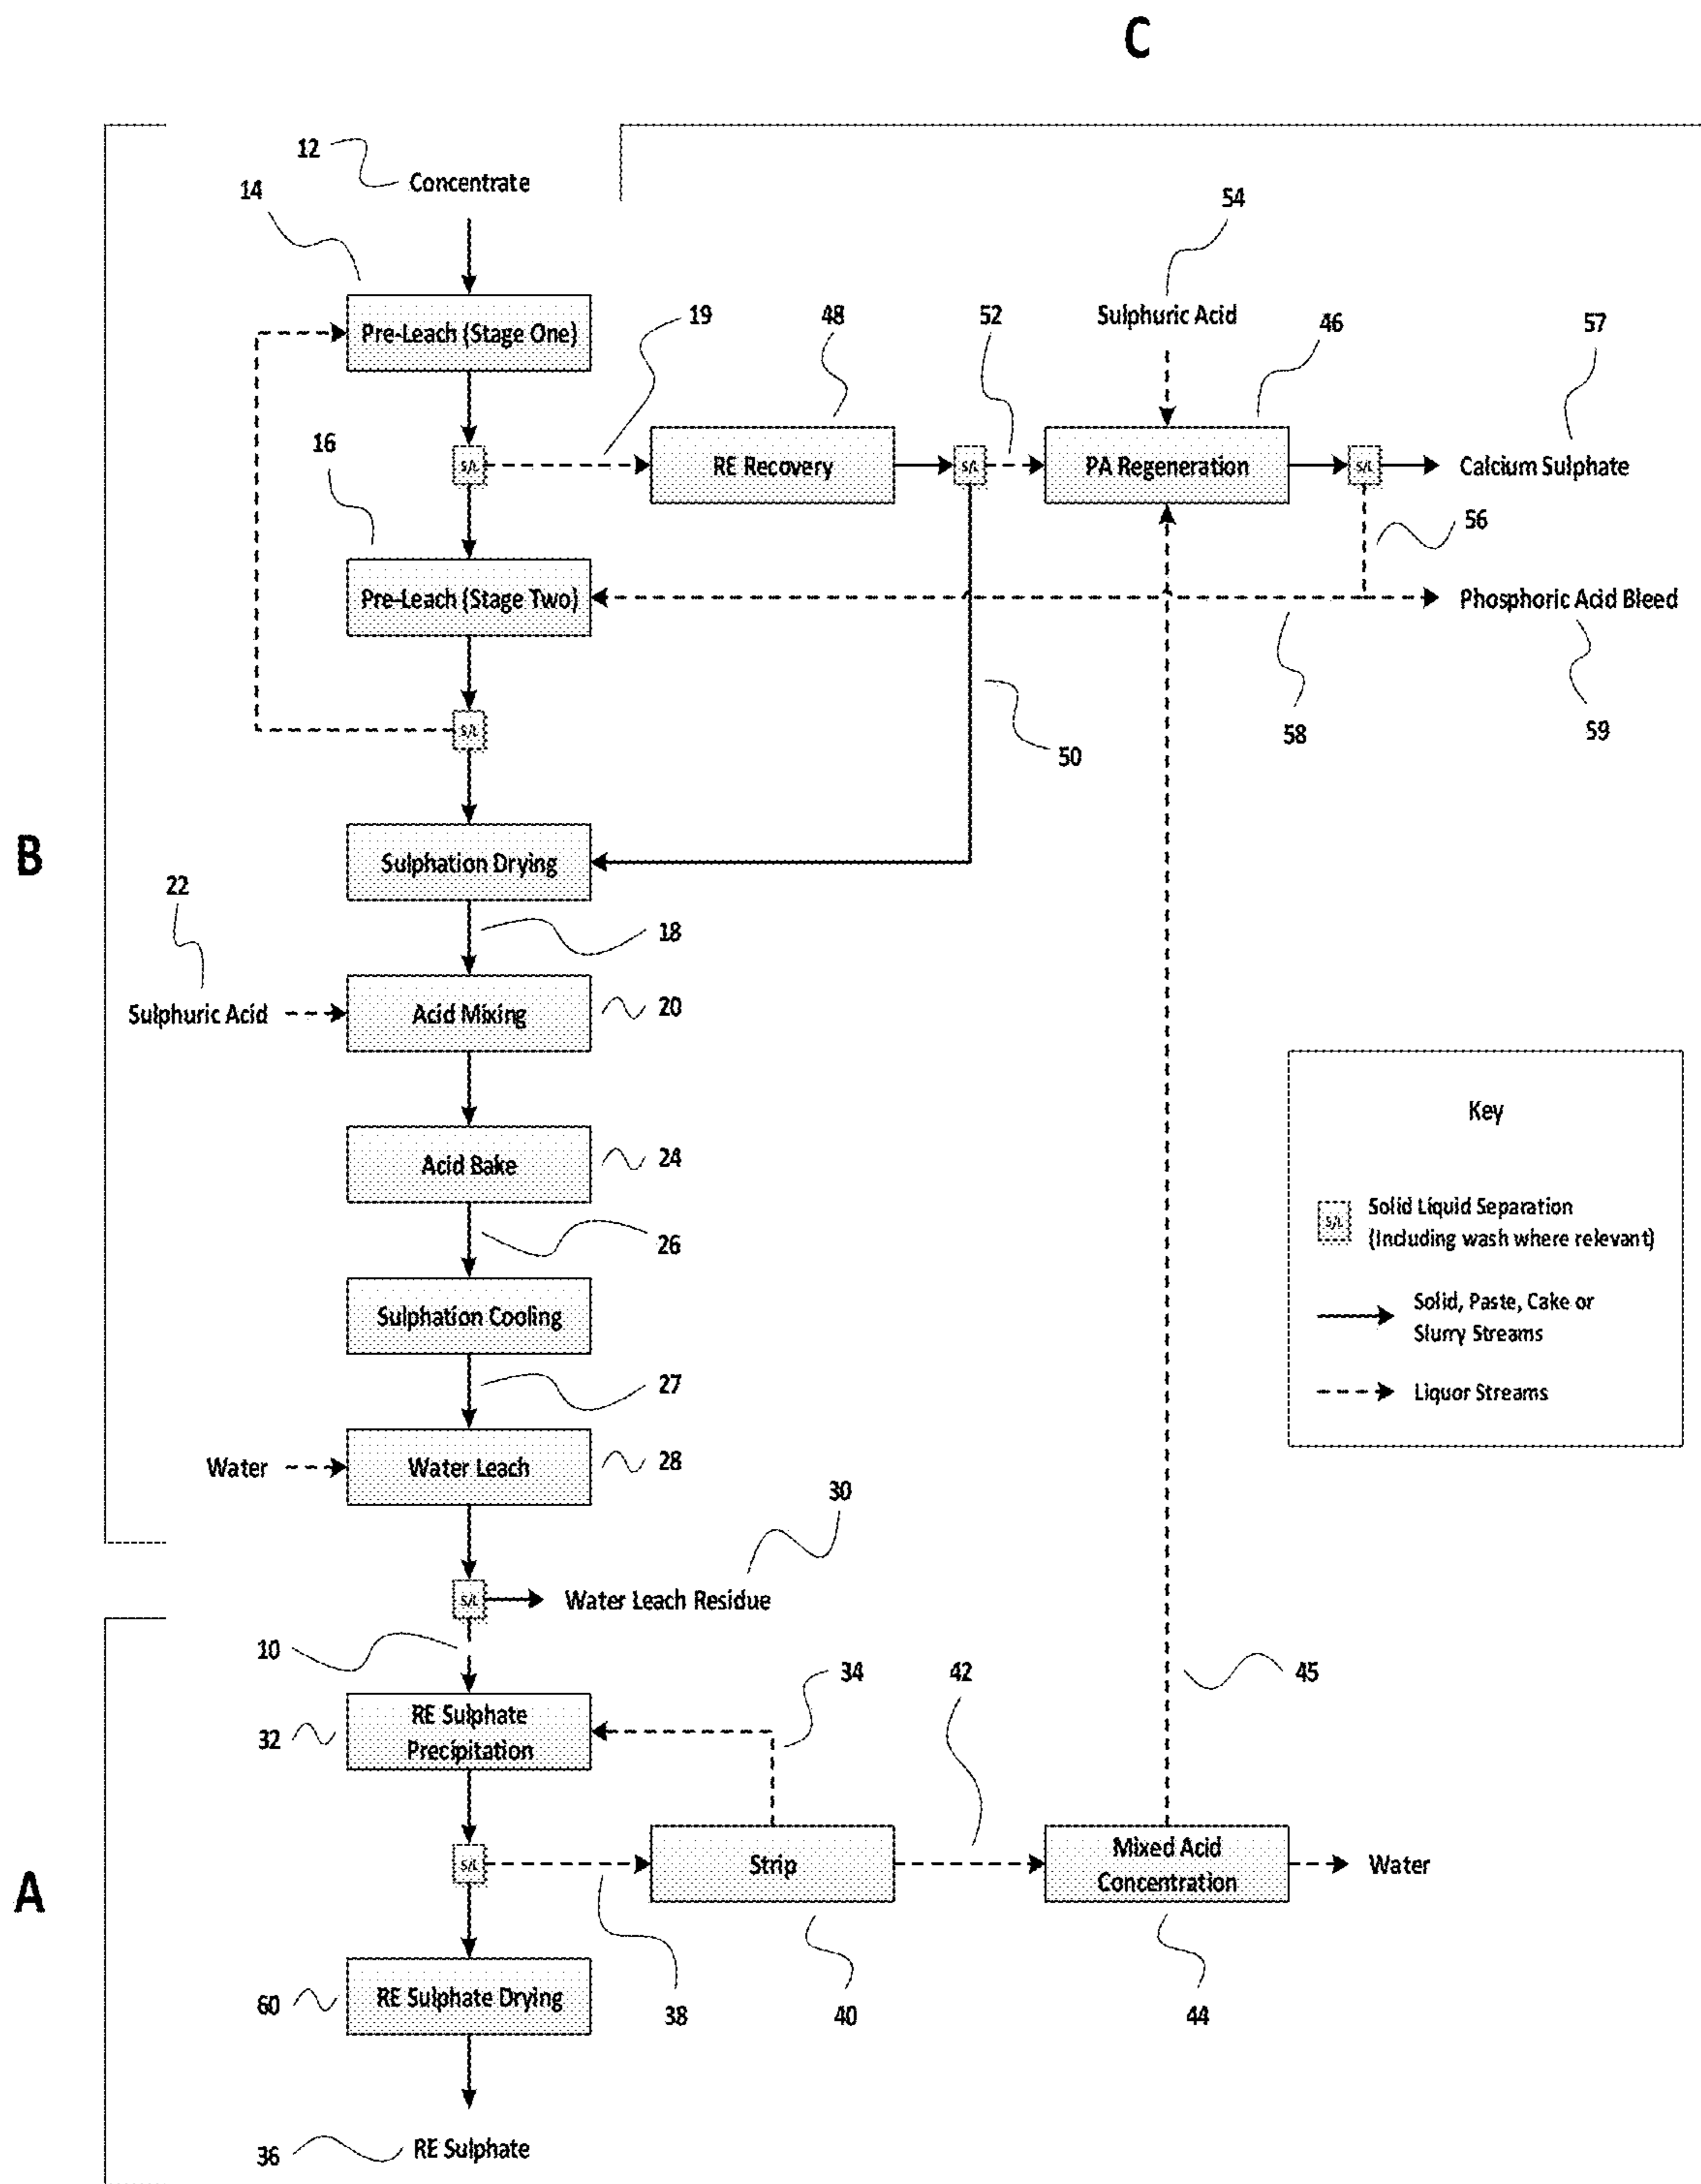 C
12
Concentrate
14
54
Pre-Leach (Stage One)
19
48
52
Sulphuric Acid
46
57
16
S/L
RE Recovery
S/L
PA Regeneration
S/L
Calcium Sulphate
56
Pre-Leach (Stage Two)
Phosphoric Acid Bleed
58
59
S/L
50
B
Sulphation Drying
22
18
Sulphuric Acid
Acid Mixing
20
Key
Acid Bake
24
S/L
Solid Liquid Separation
(Including wash where relevant)
26
Sulphation Cooling
Solid, Paste, Cake or
Slurry Streams
27
Liquor Streams
Water
Water Leach
28
30
S/L
Water Leach Residue
10
34
42
45
32
RE Sulphate
Precipitation
A
S/L
Strip
Mixed Acid
Concentration
Water
60
RE Sulphate Drying
38
40
44
36
RE Sulphate